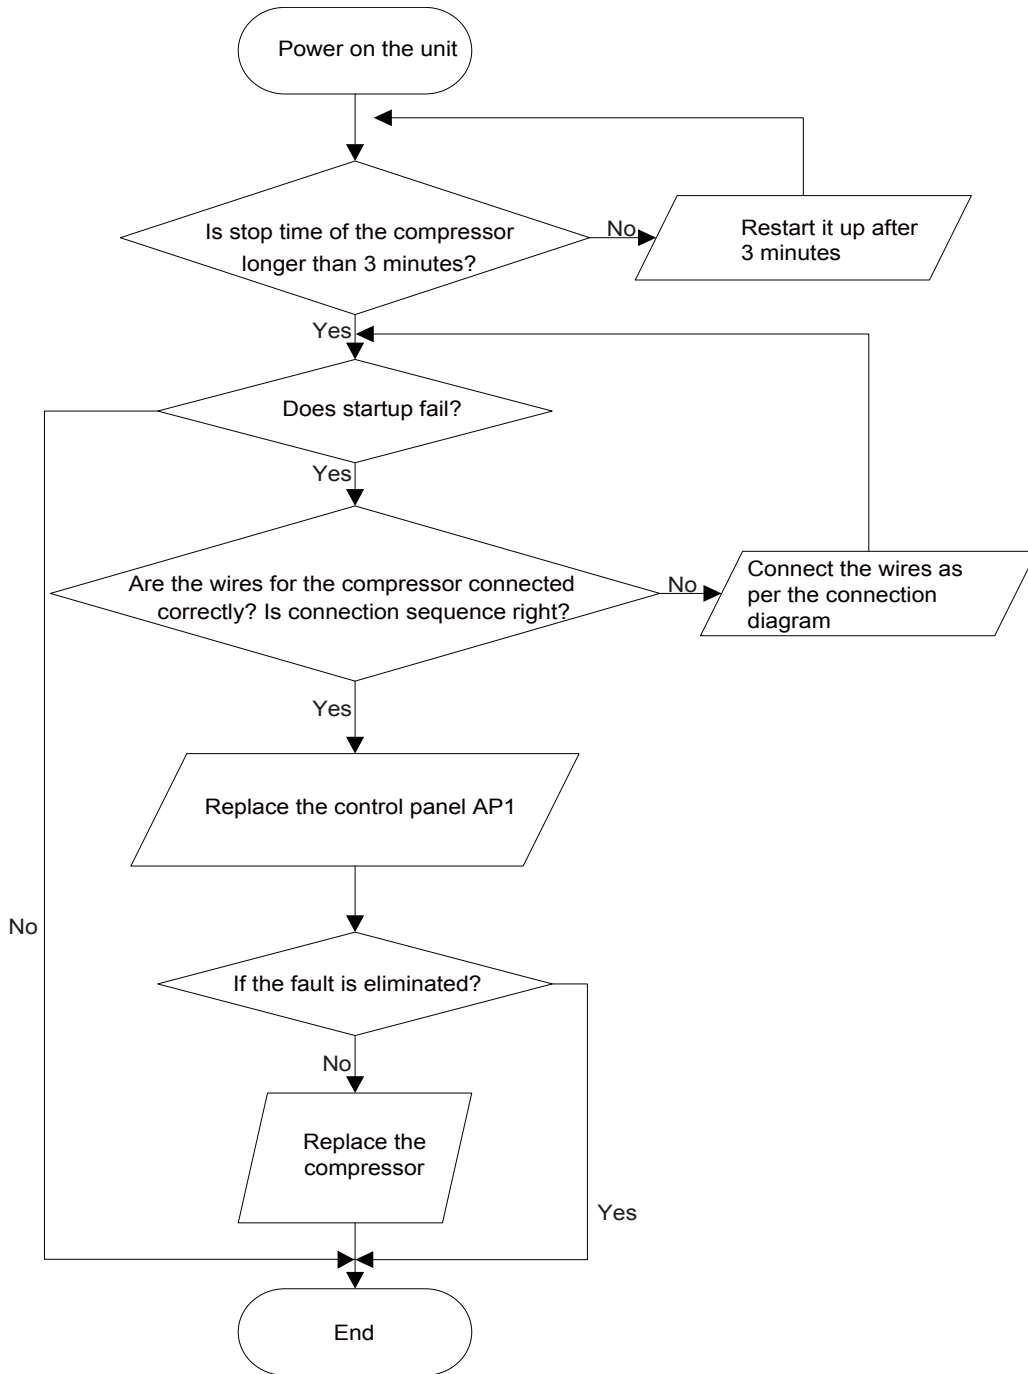 Power on the unit
Is stop time of the compressor
longer than 3 minutes?
No
Restart it up after
3 minutes
Yes
Does startup fail?
Yes
Are the wires for the compressor connected
correctly? Is connection sequence right?
No
Connect the wires as
per the connection
diagram
Yes
Replace the control panel AP1
No
If the fault is eliminated?
No
Replace the
compressor
Yes
End